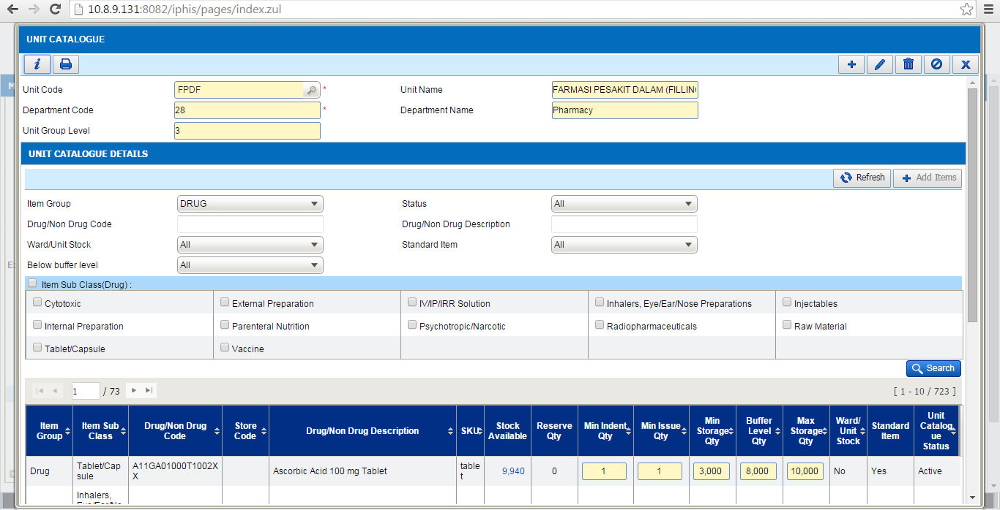 10.8.9.131:8082/iphis/pages/index.zul
UNIT CATALOGUE
Unit Code FPDF * Unit Name FARMASI PESAKIT DALAM (FILLIN
Department Code 28 * Department Name Pharmacy
Unit Group Level 3
UNIT CATALOGUE DETAILS
Refresh Add Items
Item Group DRUG Status All
Drug/Non Drug Code Drug/Non Drug Description
Ward/Unit Stock All Standard Item All
Below buffer level All
Item Sub Class(Drug) :
Cytotoxic External Preparation IV/IP/IRR Solution Inhalers, Eye/Ear/Nose Preparations Injectables
Internal Preparation Parenteral Nutrition Psychotropic/Narcotic Radiopharmaceuticals Raw Material
Tablet/Capsule Vaccine
Search
1 / 73 [ 1 - 10 / 723 ]
Item Group
Item Sub Class
Drug/Non Drug Code
Store Code
Drug/Non Drug Description
SKU
Stock Available
Reserve Qty
Min Indent Qty
Min Issue Qty
Min Storage Qty
Buffer Level Qty
Max Storage Qty
Ward/ Unit Stock
Standard Item
Unit Catalog ue Status
Drug
Tablet/Cap
sule
A11GA01000T1002X
X
Ascorbic Acid 100 mg Tablet
table
t
9,940
0
1
1
3,000
8,000
10,000
No
Yes
Active
Inhalers,